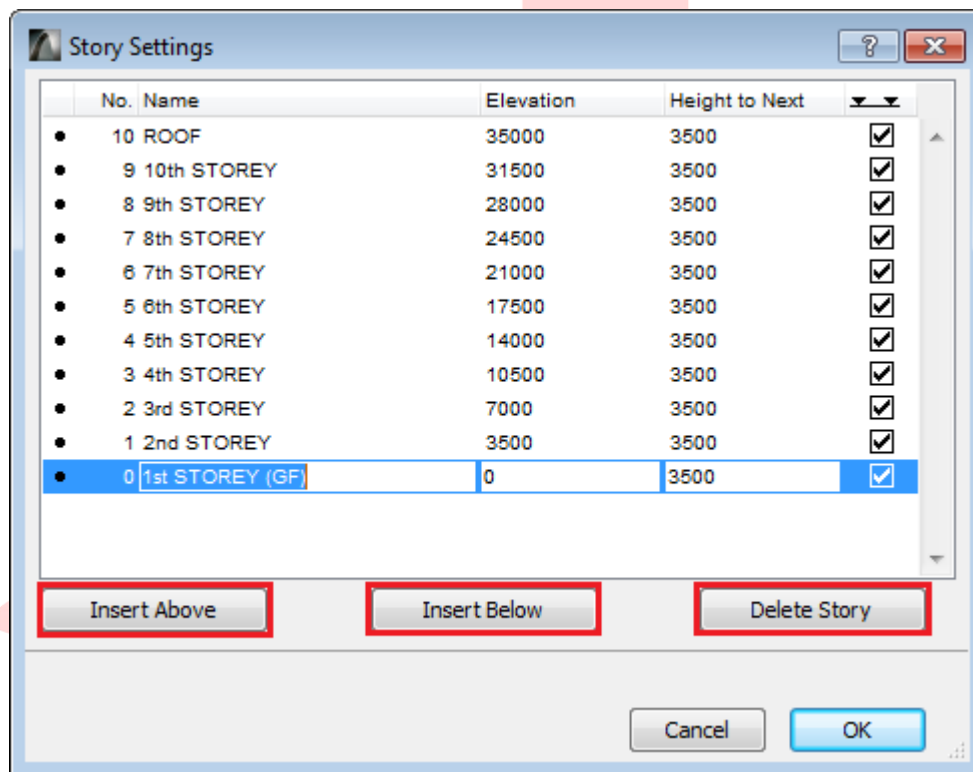 Story Settings
No. Name Elevation Height to Next
10 ROOF 35000 3500
9 10th STOREY 31500 3500
8 9th STOREY 28000 3500
7 8th STOREY 24500 3500
6 7th STOREY 21000 3500
5 6th STOREY 17500 3500
4 5th STOREY 14000 3500
3 4th STOREY 10500 3500
2 3rd STOREY 7000 3500
1 2nd STOREY 3500 3500
0 1st STOREY (GF) 0 3500
Insert Above Insert Below Delete Story
Cancel OK